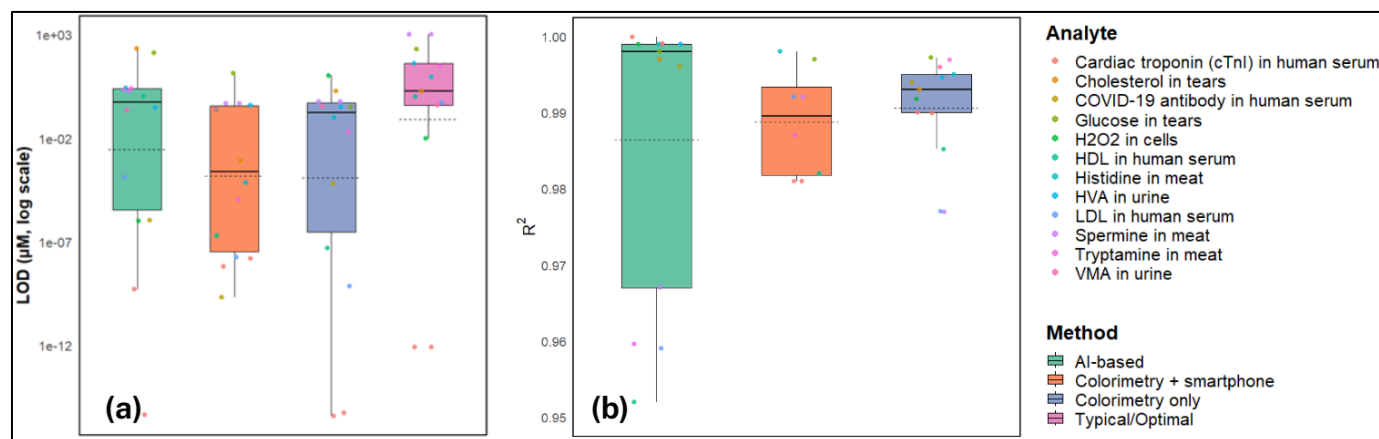 LOD (µM, log scale)
1e+03
1e-02
1e-07
1e-12
(a)
R²
1.00
0.99
0.98
0.97
0.96
0.95
(b)
Analyte
Cardiac troponin (cTnI) in human serum
Cholesterol in tears
COVID-19 antibody in human serum
Glucose in tears
H2O2 in cells
HDL in human serum
Histidine in meat
HVA in urine
LDL in human serum
Spermine in meat
Tryptamine in meat
VMA in urine
Method
AI-based
Colorimetry + smartphone
Colorimetry only
Typical/Optimal